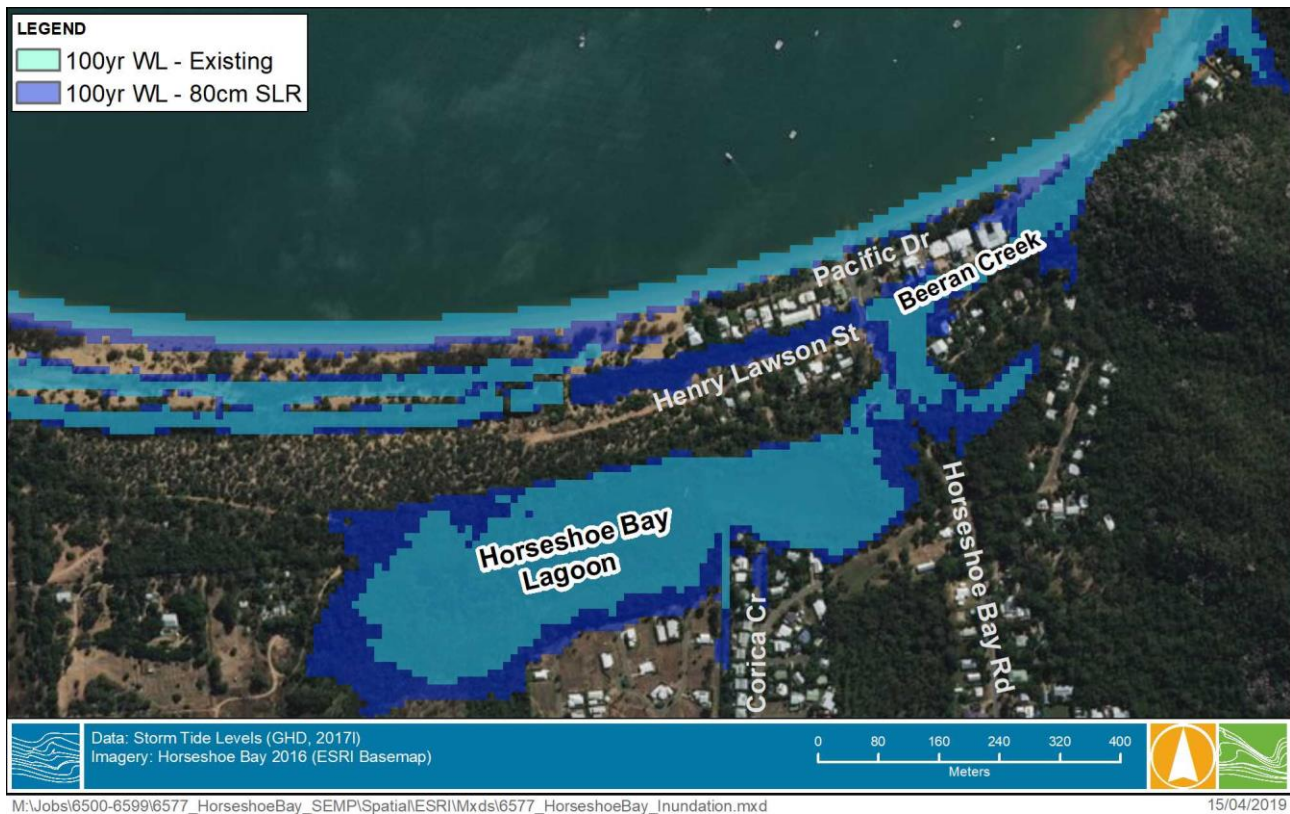 LEGEND
100yr WL - Existing
100yr WL - 80cm SLR
Pacific Dr
Beeran Creek
Henry Lawson St
Horseshoe Bay
Lagoon
Corica Cr
Horseshoe Bay Rd
Data: Storm Tide Levels (GHD, 2017l)
Imagery: Horseshoe Bay 2016 (ESRI Basemap)
0 80 160 240 320 400
Meters
M:\Jobs\6500-6599\6577_HorseshoeBay_SEMP\Spatial\ESRI\Mxds\6577_HorseshoeBay_Inundation.mxd
15/04/2019